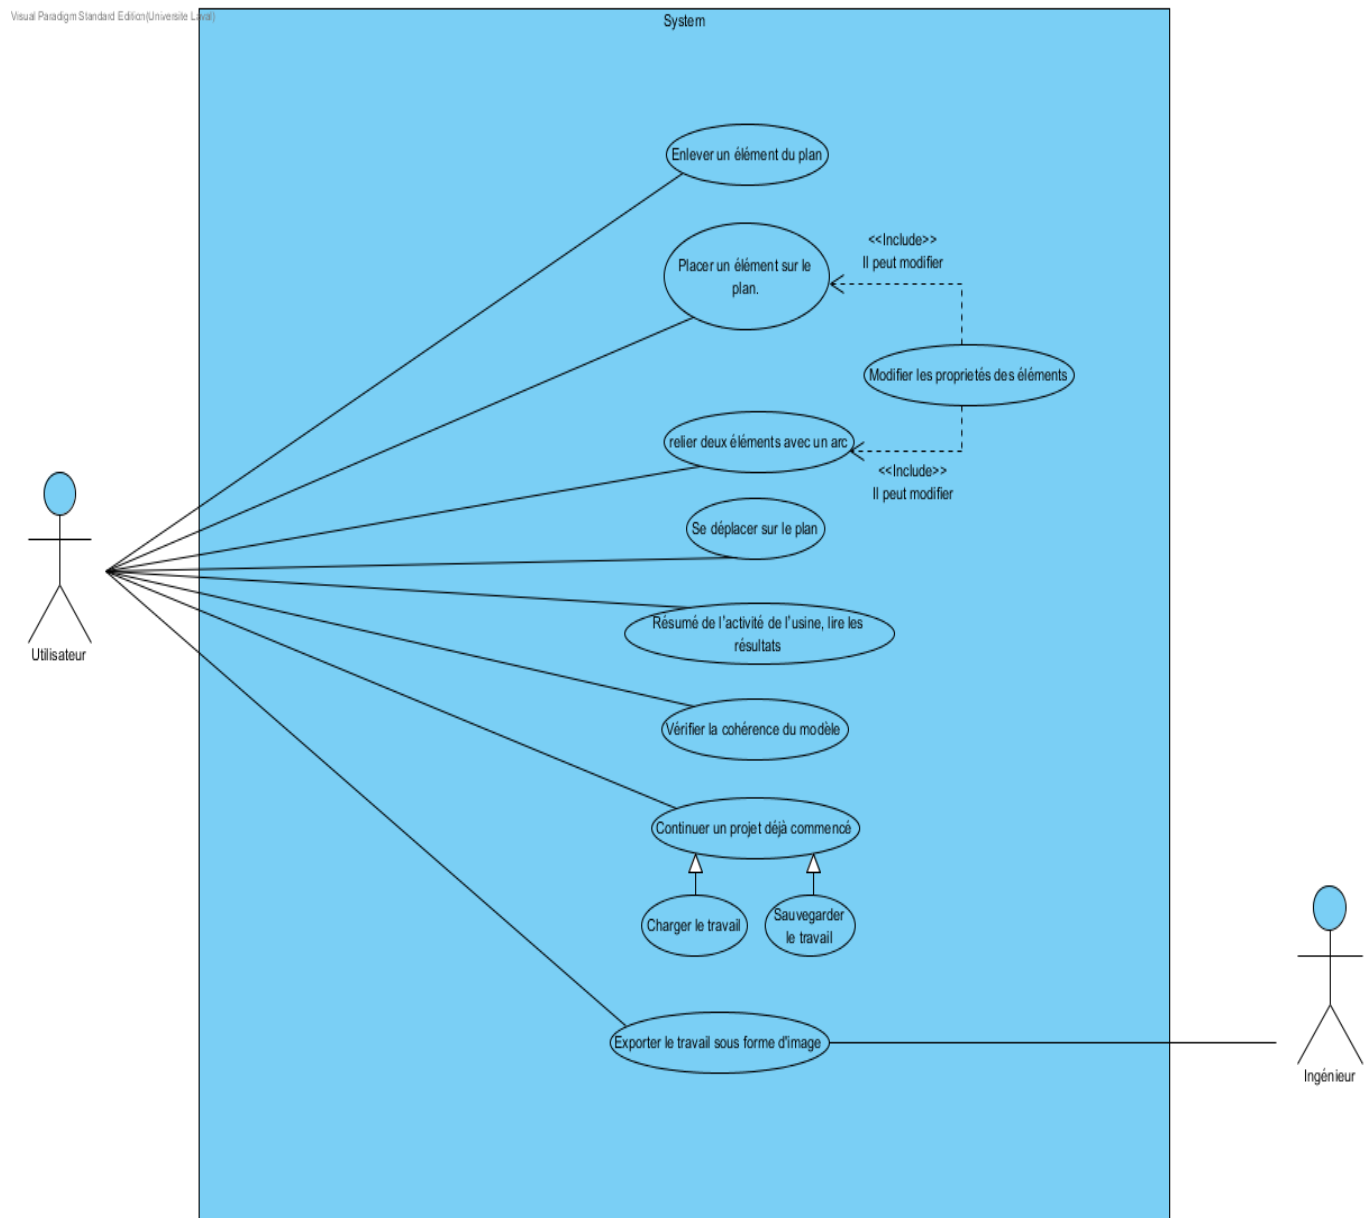 Visual Paradigm Standard Edition(Universite Laval)
System
Enlever un élément du plan
<<Include>>
Il peut modifier
Placer un élément sur le
plan.
Modifier les proprietés des éléments
relier deux éléments avec un arc
<<Include>>
Il peut modifier
Se déplacer sur le plan
Résumé de l'activité de l'usine, lire les
résultats
Utilisateur
Vérifier la cohérence du modèle
Continuer un projet déjà commencé
Charger le travail
Sauvegarder
le travail
Exporter le travail sous forme d'image
Ingénieur